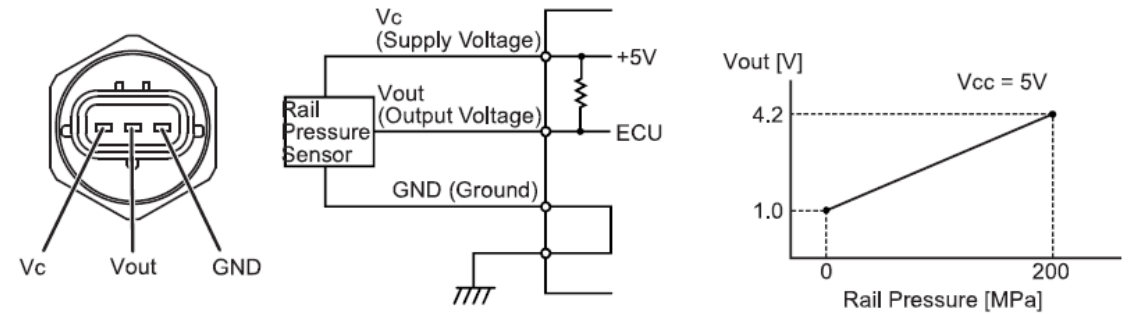 Vc
Vout
GND
Vc
(Supply Voltage)
+5V
Rail
Pressure
Sensor
Vout
(Output Voltage)
ECU
GND (Ground)
Vout [V]
Vcc = 5V
4.2
1.0
0
200
Rail Pressure [MPa]